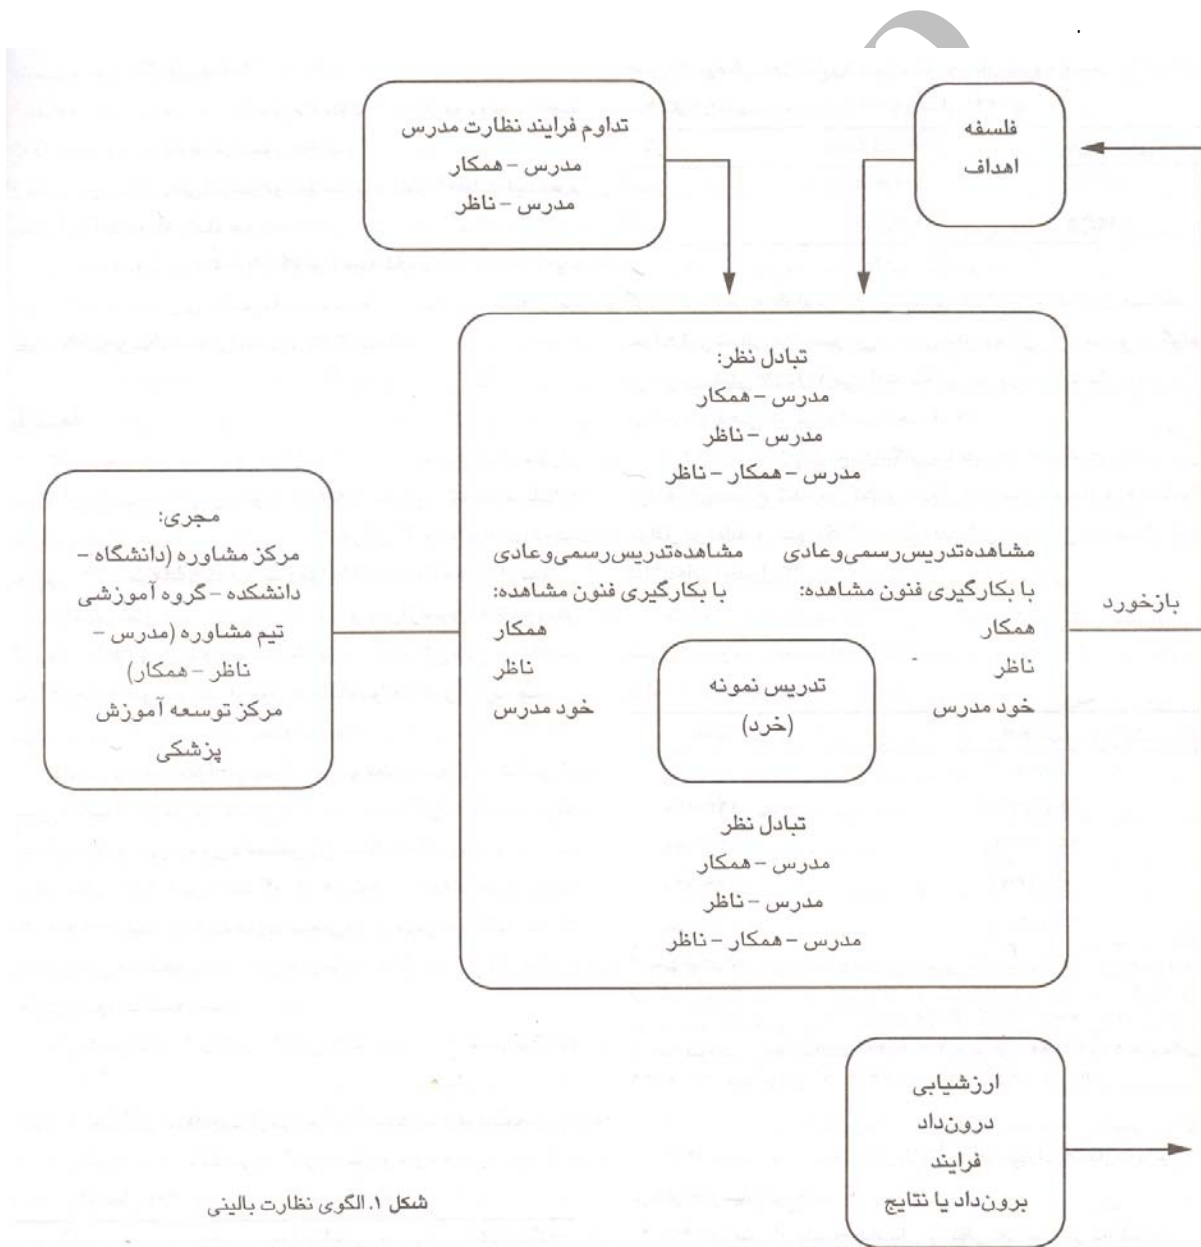 تداوم فرایند نظارت مدرس
مدرس – همکار
مدرس – ناظر
فلسفه
اهداف
تبادل نظر:
مدرس – همکار
مدرس – ناظر
مدرس – همکار – ناظر
مشاهده‌تدریس‌رسمی‌وعادی
با بکارگیری فنون مشاهده:
همکار
ناظر
خود مدرس
مشاهده‌تدریس‌رسمی‌وعادی
با بکارگیری فنون مشاهده:
همکار
ناظر
خود مدرس
تدریس نمونه
(خرد)
تبادل نظر
مدرس – همکار
مدرس – ناظر
مدرس – همکار – ناظر
مجری:
مرکز مشاوره (دانشگاه –
دانشکده – گروه آموزشی
تیم مشاوره (مدرس –
ناظر – همکار)
مرکز توسعه آموزش
پزشکی
بازخورد
ارزشیابی
درون‌داد
فرایند
برون‌داد یا نتایج
شکل ۱. الگوی نظارت بالینی